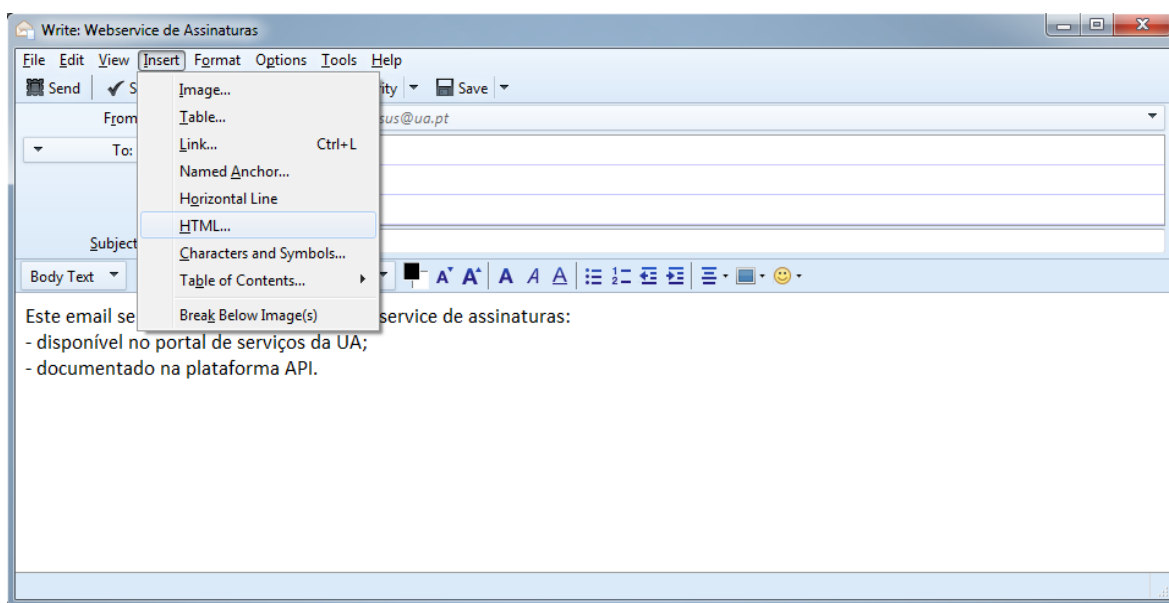 Write: Webservice de Assinaturas
File Edit View Insert Format Options Tools Help
Send S ity Save
Image...
From sus@ua.pt
Table...
To: Link... Ctrl+L
Named Anchor...
Horizontal Line
HTML...
Subject Characters and Symbols...
Body Text Table of Contents...
Break Below Image(s)
Este email se service de assinaturas:
- disponível no portal de serviços da UA;
- documentado na plataforma API.